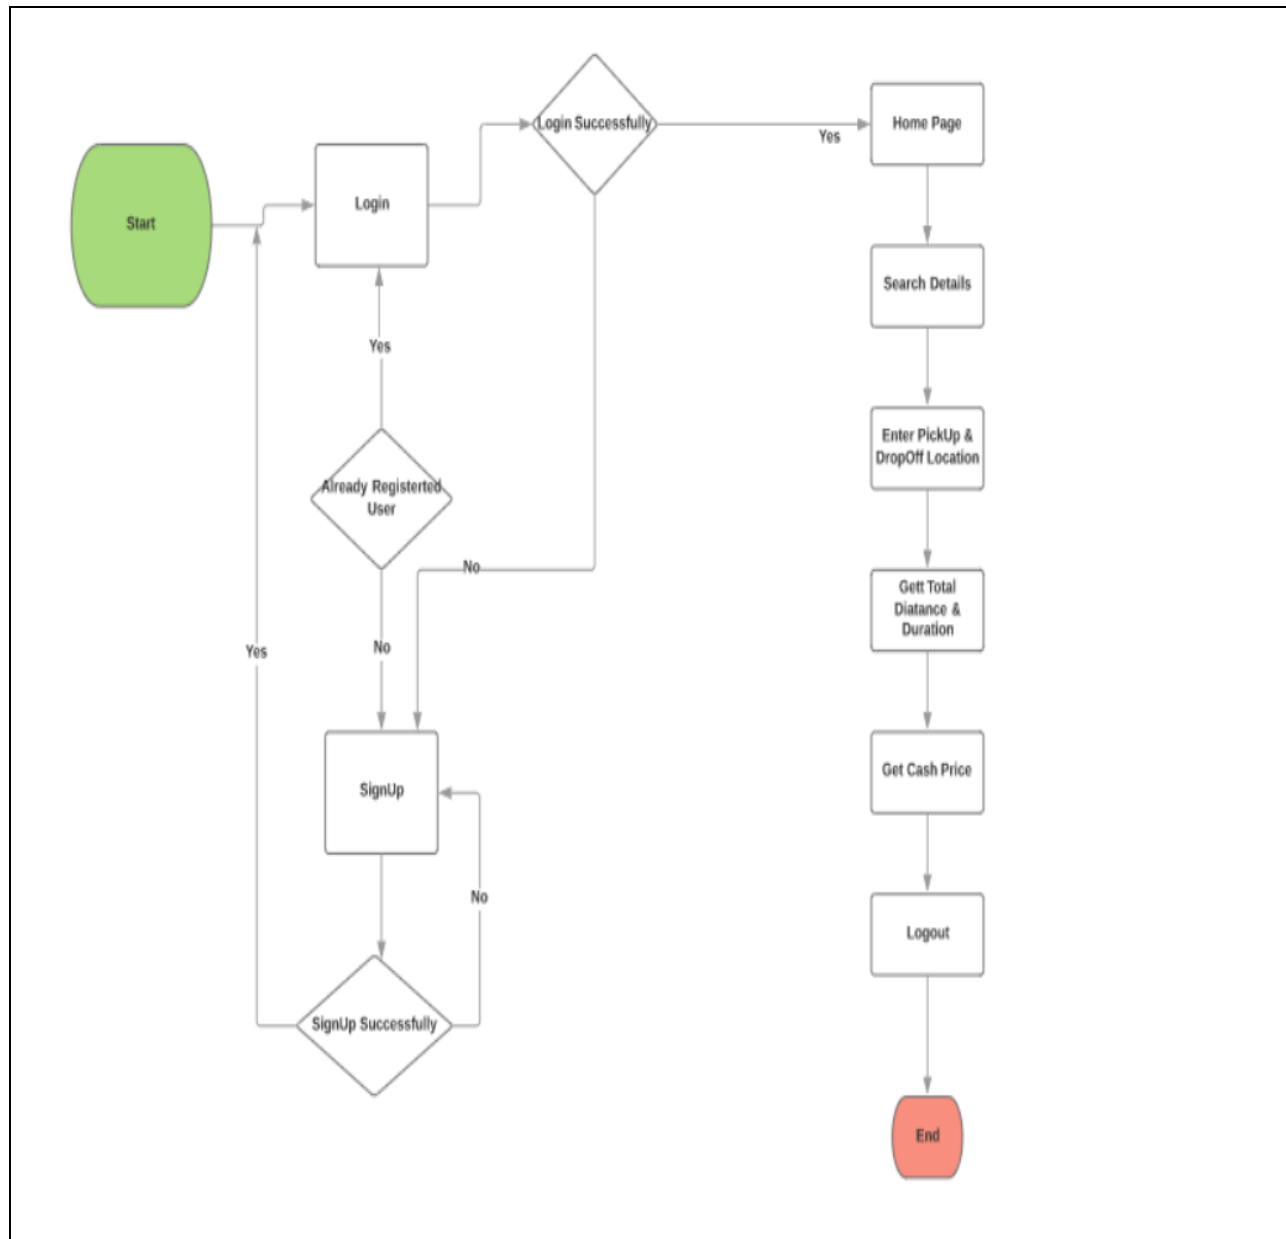 Login Successfully
Yes
Home Page
Start
Login
Search Details
Yes
Enter PickUp &
DropOff Location
Already Registerted
User
No
Gett Total
Diatance &
Duration
No
Yes
SignUp
Get Cash Price
No
Logout
SignUp Successfully
End